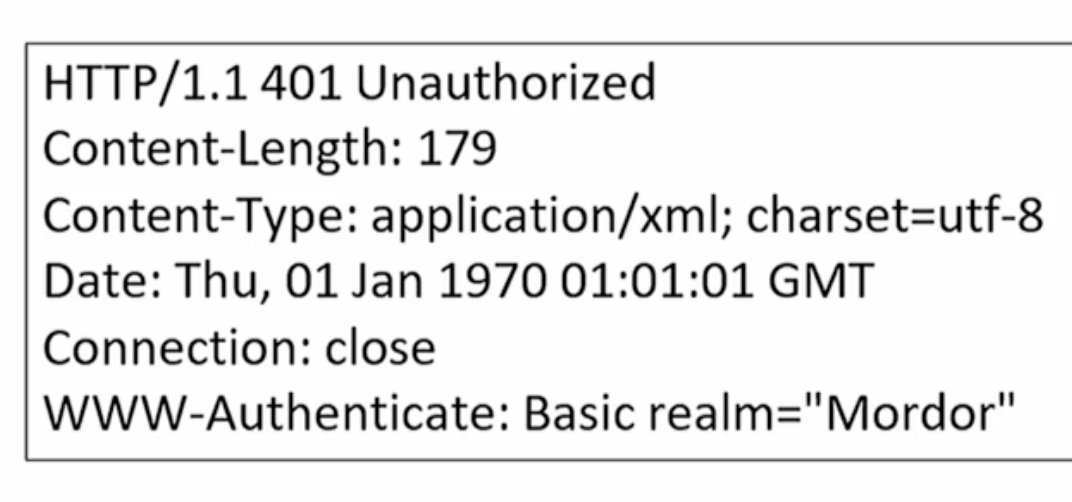 HTTP/1.1 401 Unauthorized
Content-Length: 179
Content-Type: application/xml; charset=utf-8
Date: Thu, 01 Jan 1970 01:01:01 GMT
Connection: close
WWW-Authenticate: Basic realm="Mordor"